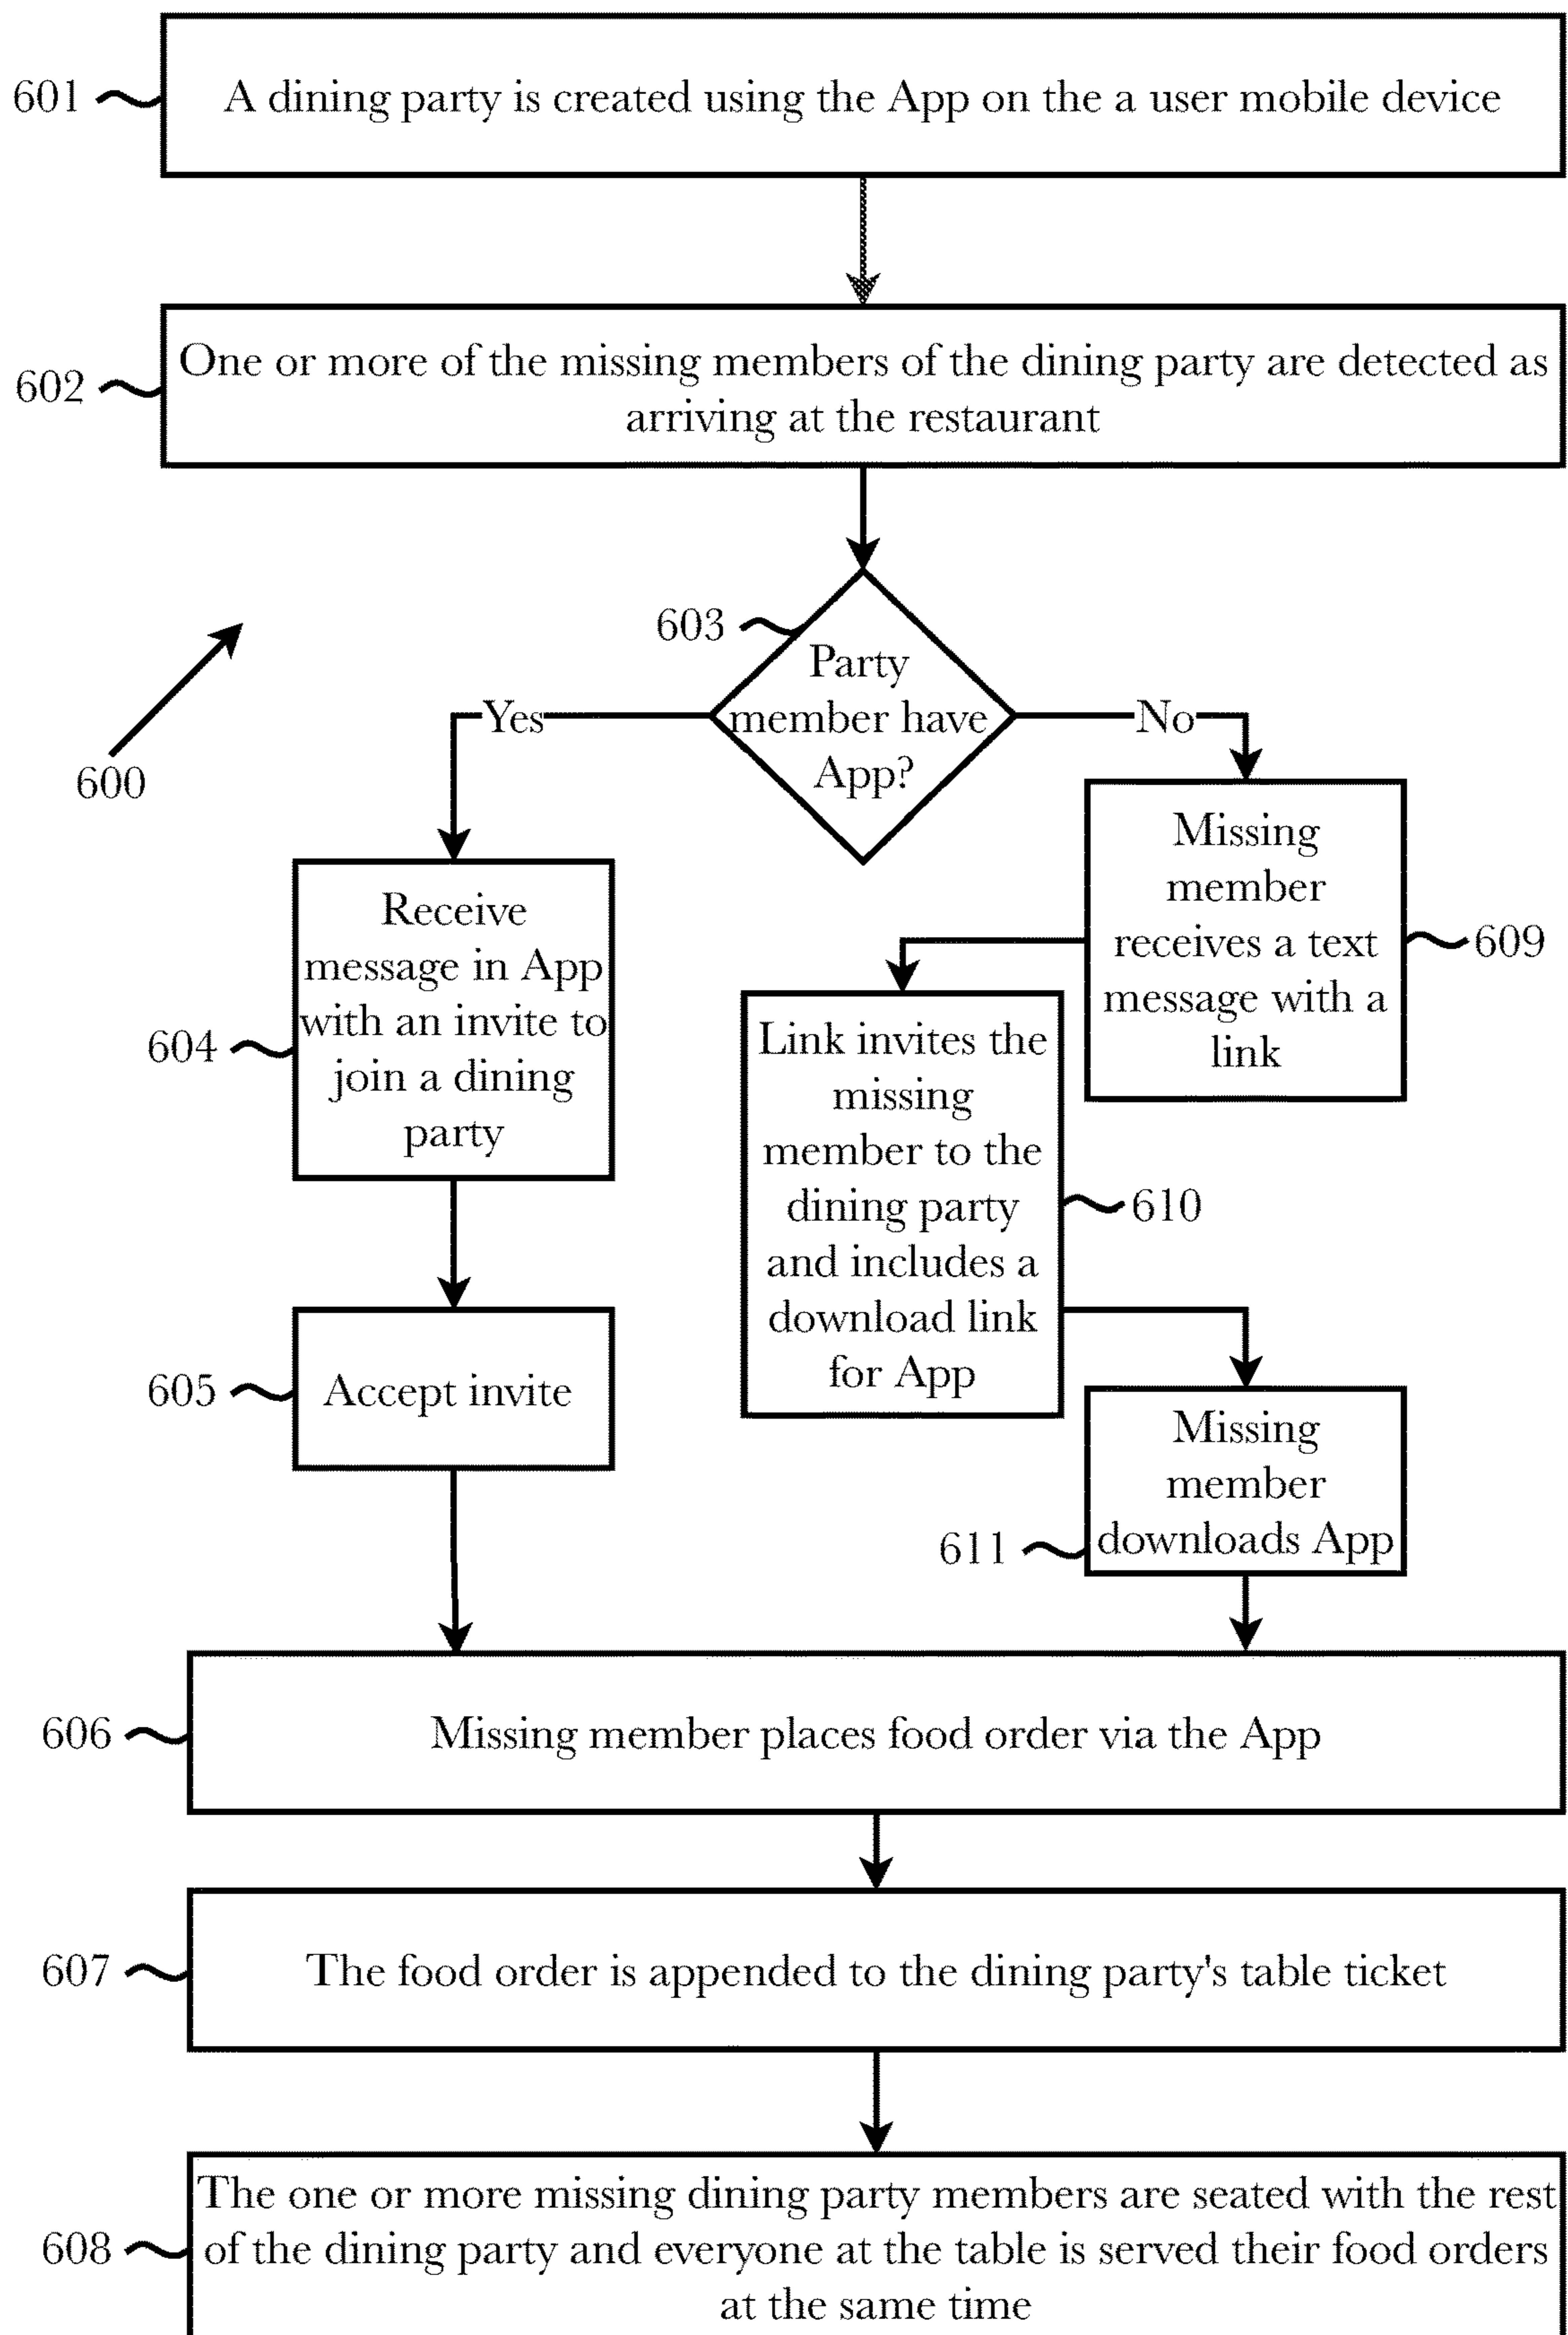 601
A dining party is created using the App on the a user mobile device
602
One or more of the missing members of the dining party are detected as
arriving at the restaurant
603
Party
member have
App?
Yes
No
600
Receive
message in App
with an invite to
join a dining
party
604
Missing
member
receives a text
message with a
link
609
Link invites the
missing
member to the
dining party
and includes a
download link
for App
610
605
Accept invite
Missing
member
downloads App
611
606
Missing member places food order via the App
607
The food order is appended to the dining party's table ticket
608
The one or more missing dining party members are seated with the rest
of the dining party and everyone at the table is served their food orders
at the same time